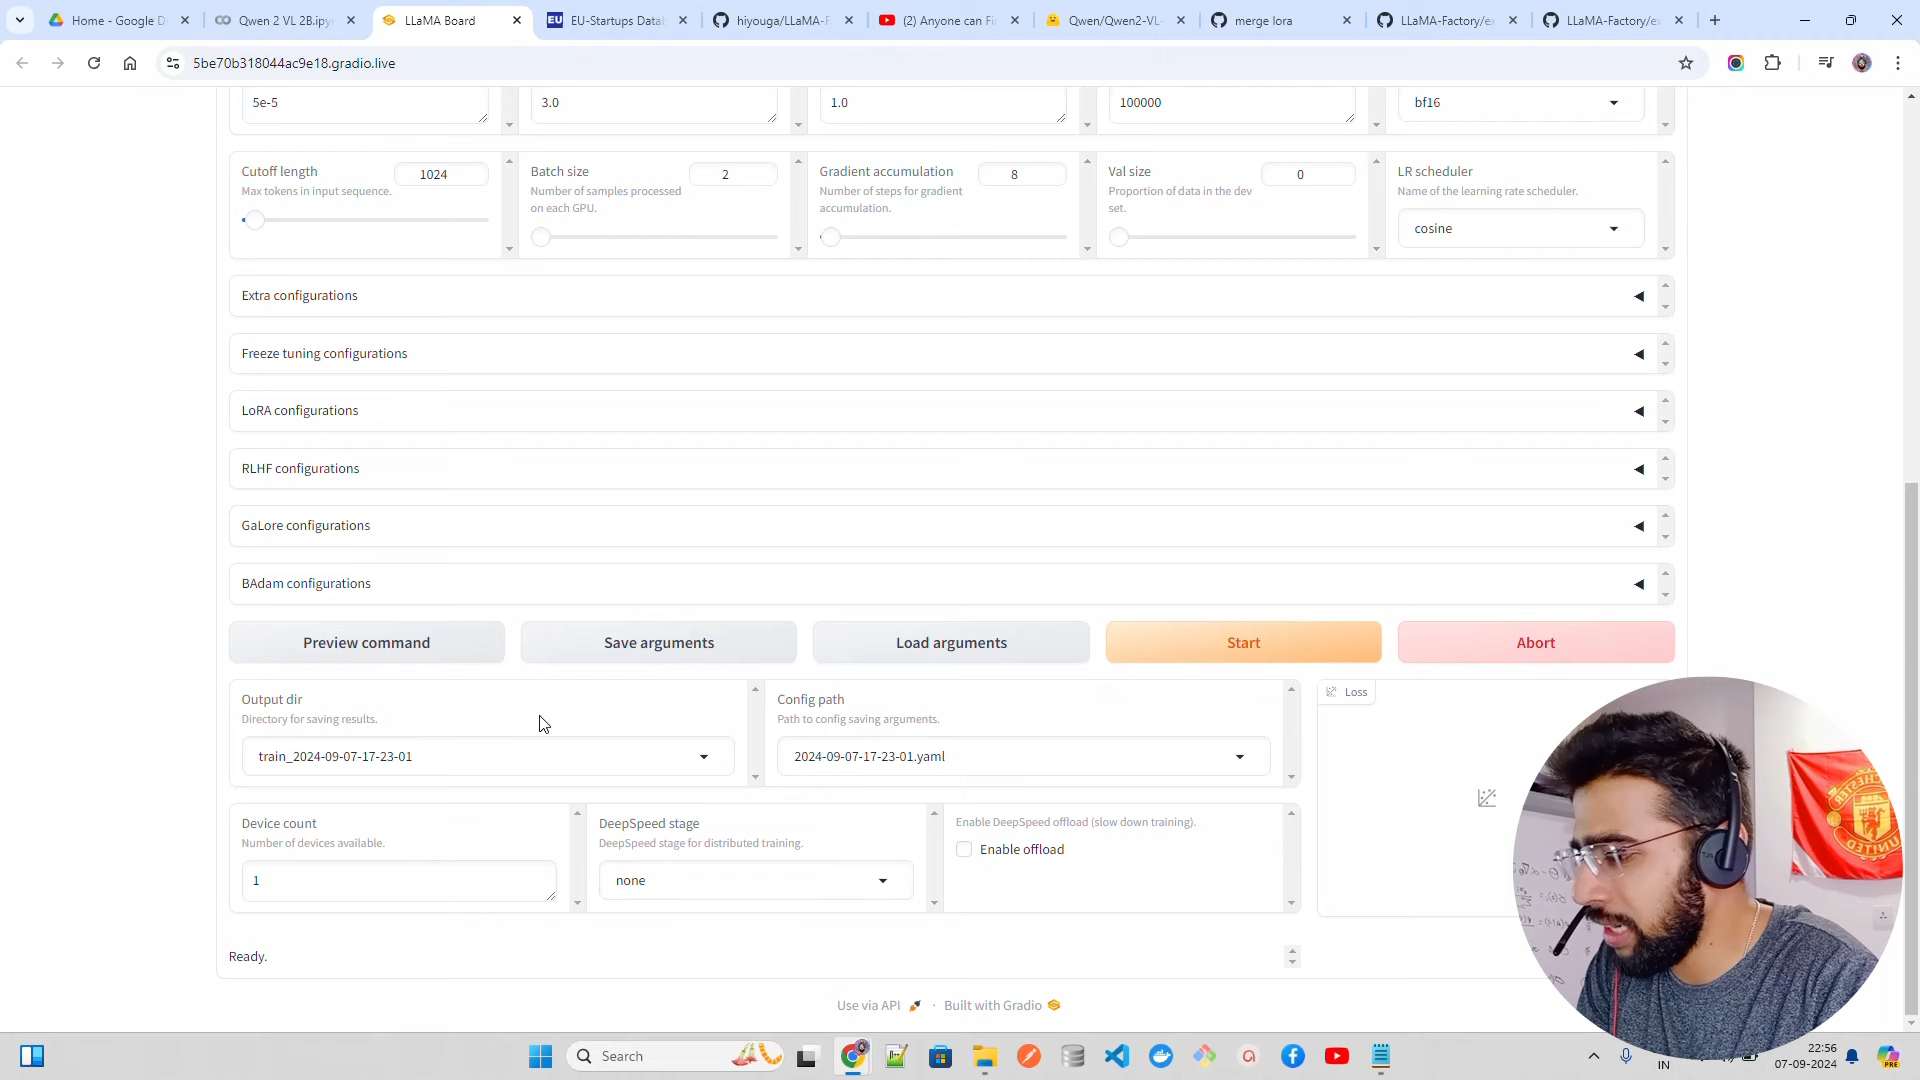 Home - Google D
Qwen 2 VL 2B.ipyn
LLaMA Board
EU-Startups Datab
hiyouga/LLaMA-F
(2) Anyone can Fi
Qwen/Qwen2-VL-
merge lora
LLaMA-Factory/ex
LLaMA-Factory/ex
5be70b318044ac9e18.gradio.live
5e-5
3.0
1.0
100000
bf16
Cutoff length
1024
Max tokens in input sequence.
Batch size
2
Number of samples processed
on each GPU.
Gradient accumulation
8
Number of steps for gradient
accumulation.
Val size
0
Proportion of data in the dev
set.
LR scheduler
Name of the learning rate scheduler.
cosine
Extra configurations
Freeze tuning configurations
LoRA configurations
RLHF configurations
GaLore configurations
BAdam configurations
Preview command
Save arguments
Load arguments
Start
Abort
Output dir
Directory for saving results.
train_2024-09-07-17-23-01
Config path
Path to config saving arguments.
2024-09-07-17-23-01.yaml
Loss
Device count
Number of devices available.
1
DeepSpeed stage
DeepSpeed stage for distributed training.
none
Enable DeepSpeed offload (slow down training).
Enable offload
Ready.
Use via API · Built with Gradio
MANCHESTER
UNITED
Search
IN
22:56
07-09-2024
PRE